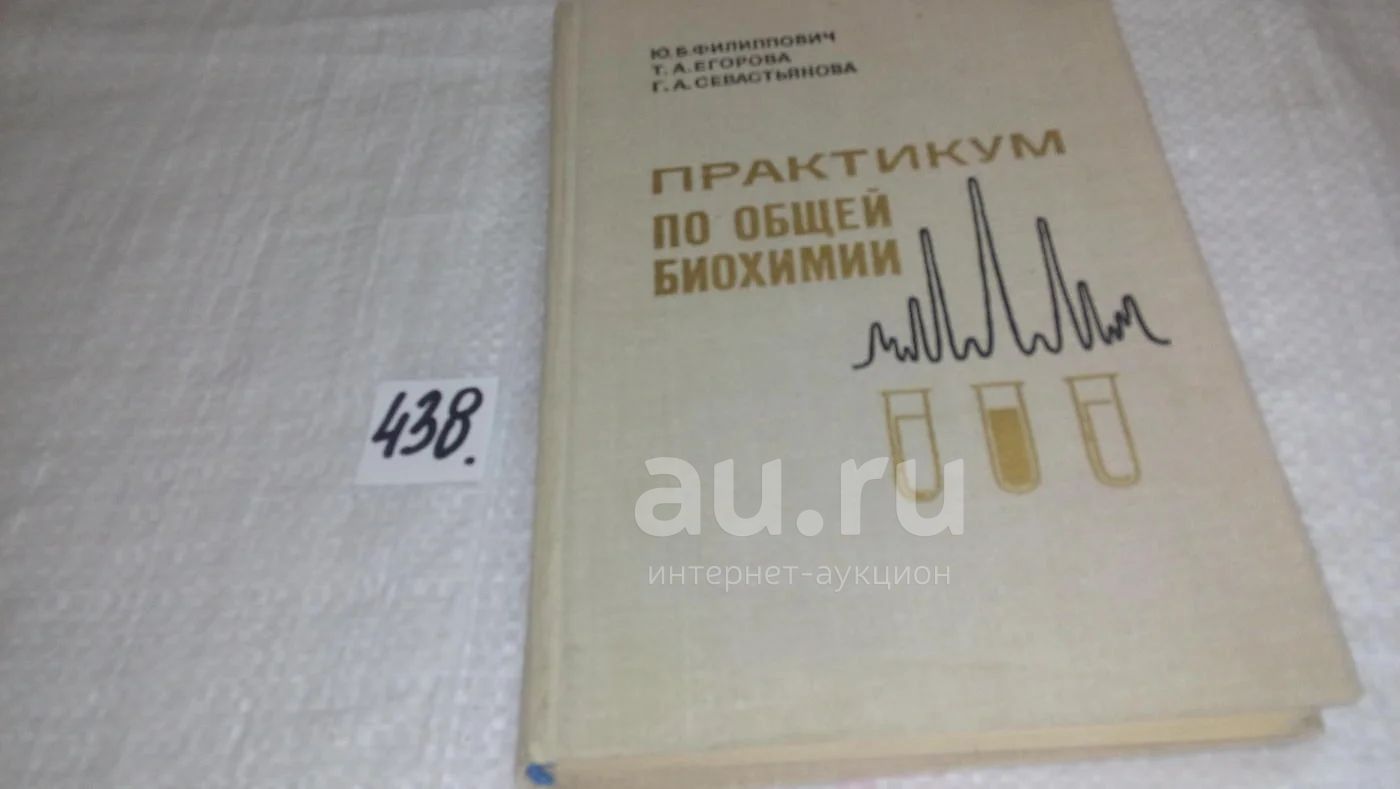 Ю.Б.ФИЛИППОВИЧ
Т.А.ЕГОРОВА
Г.А.СЕВАСТЬЯНОВА
ПРАКТИКУМ
ПО ОБЩЕЙ
БИОХИМИИ
438.
au.ru
интернет-аукцион